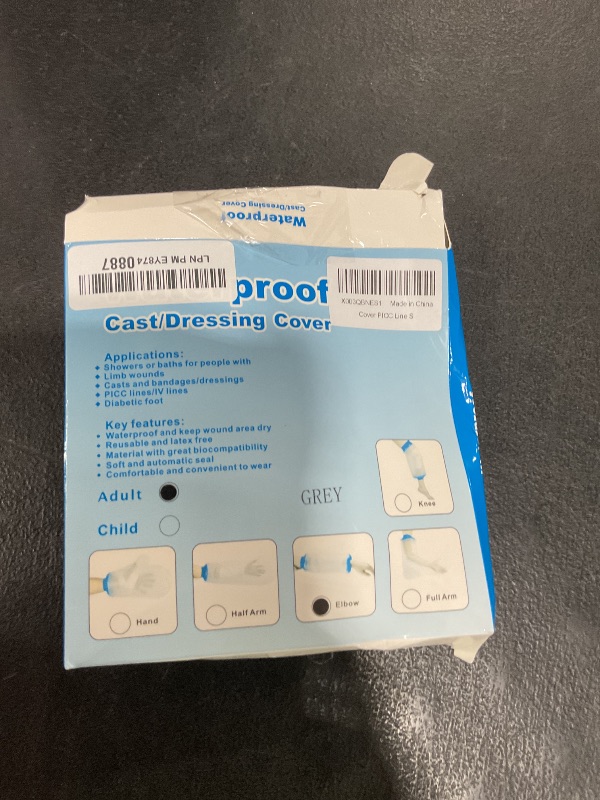 Waterproof
Cast/Dressing Cover
LPN PM EY874 0887
proof
Made in China
Cover PICC Line S
Cast/Dressing Cover
Applications:
Showers or baths for people with
Limb wounds
Casts and bandages/dressings
PICC lines/IV lines
Diabetic foot
Key features:
Waterproof and keep wound area dry
Reusable and latex free
Material with great biocompatibility
Soft and automatic seal
Comfortable and convenient to wear
Adult
GREY
Knee
Child
Hand
Half Arm
Elbow
Full Arm